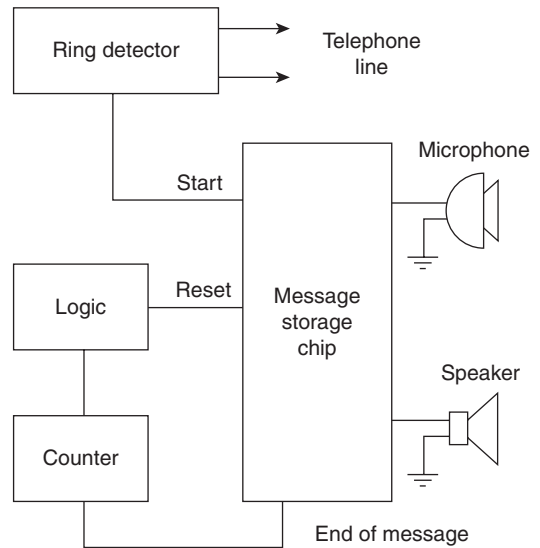 Ring detector
Telephone
line
Microphone
Start
Reset
Logic
Message
storage
chip
Speaker
Counter
End of message